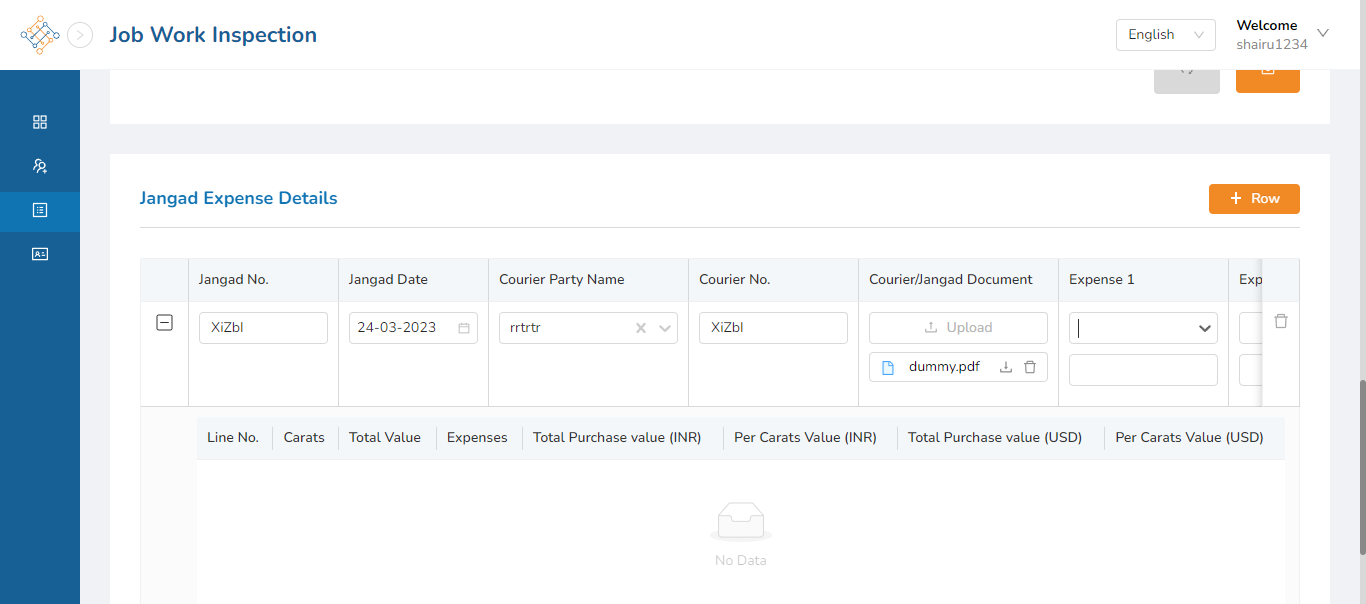 Job Work Inspection
English
Welcome
shairu1234
Jangad Expense Details
Row
Jangad No.
Jangad Date
Courier Party Name
Courier No.
Courier/Jangad Document
Expense 1
Exp
XiZbl
24-03-2023
rrtrtr
XiZbl
Upload
dummy.pdf
Line No.
Carats
Total Value
Expenses
Total Purchase value (INR)
Per Carats Value (INR)
Total Purchase value (USD)
Per Carats Value (USD)
No Data